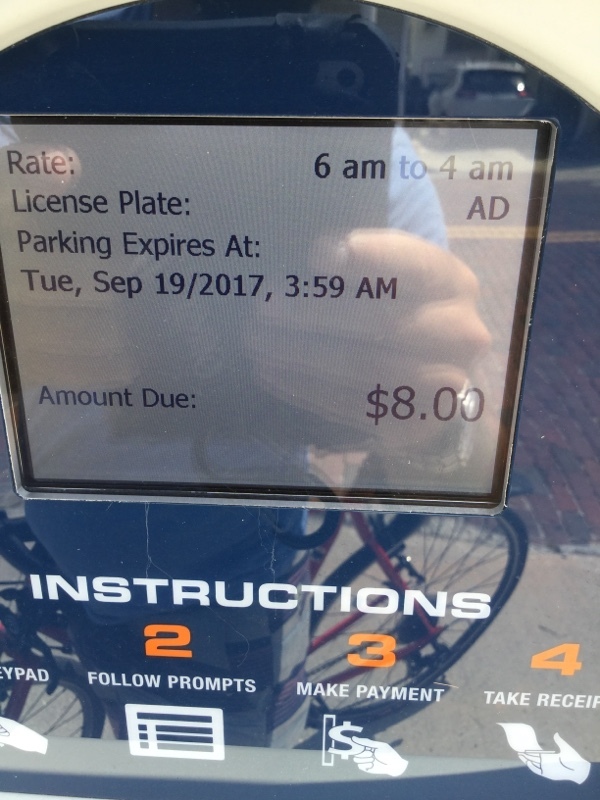 Rate: 6 am to 4 am
License Plate: AD
Parking Expires At:
Tue, Sep 19/2017, 3:59 AM
Amount Due: $8.00
INSTRUCTIONS
2 3 4
EYPAD FOLLOW PROMPTS MAKE PAYMENT TAKE RECEIP
$